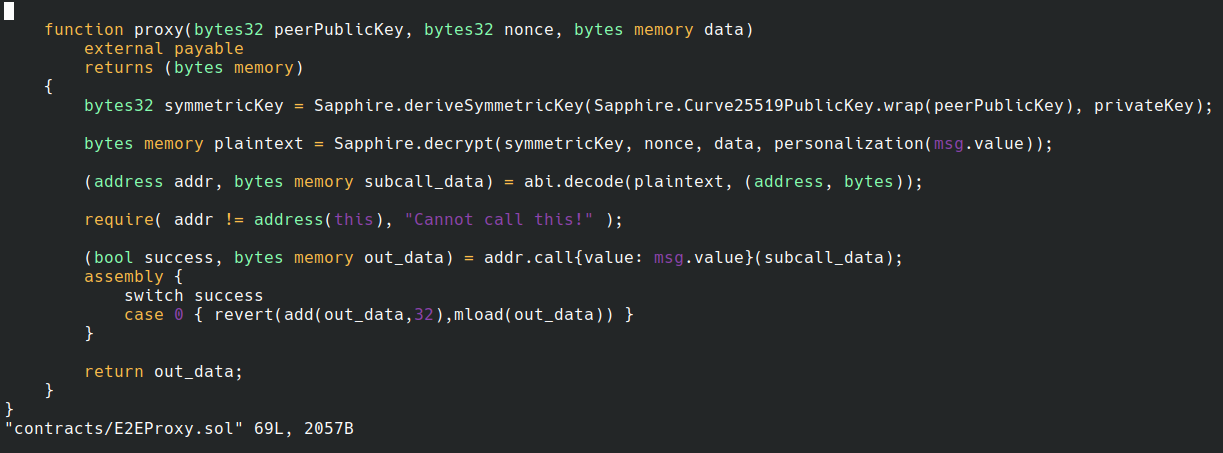 function proxy(bytes32 peerPublicKey, bytes32 nonce, bytes memory data)
external payable
returns (bytes memory)
{
bytes32 symmetricKey = Sapphire.deriveSymmetricKey(Sapphire.Curve25519PublicKey.wrap(peerPublicKey), privateKey);
bytes memory plaintext = Sapphire.decrypt(symmetricKey, nonce, data, personalization(msg.value));
(address addr, bytes memory subcall_data) = abi.decode(plaintext, (address, bytes));
require( addr != address(this), "Cannot call this!" );
(bool success, bytes memory out_data) = addr.call{value: msg.value}(subcall_data);
assembly {
switch success
case 0 { revert(add(out_data,32),mload(out_data)) }
}
return out_data;
}
}
"contracts/E2EProxy.sol" 69L, 2057B